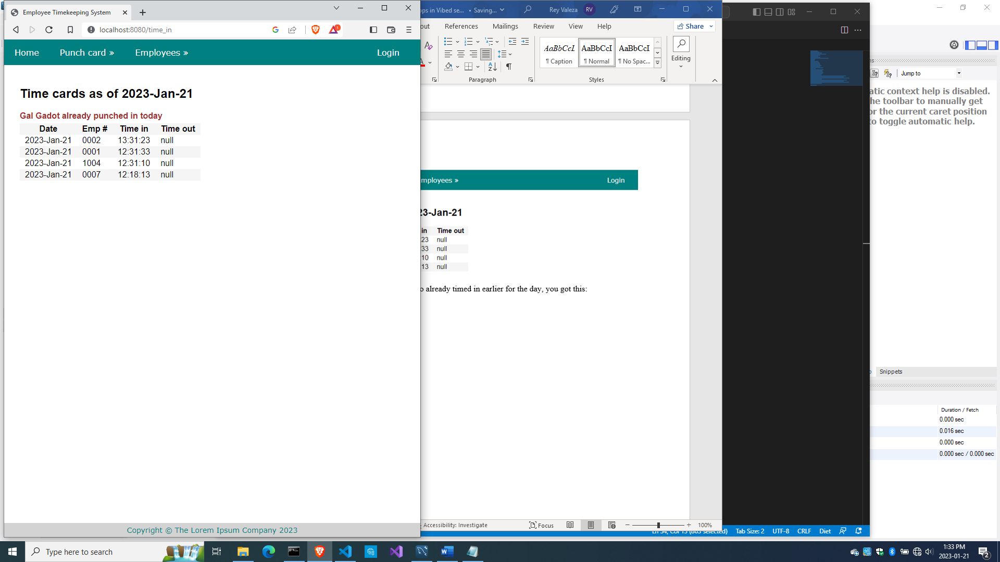 Employee Timekeeping System
localhost:8080/time_in
1
Home
Punch card »
Employees »
Login
Time cards as of 2023-Jan-21
Gal Gadot already punched in today
Date Emp # Time in Time out
2023-Jan-21 0002 13:31:23 null
2023-Jan-21 0001 12:31:33 null
2023-Jan-21 1004 12:31:10 null
2023-Jan-21 0007 12:18:13 null
Copyright © The Lorem Ipsum Company 2023
ops in Vibed se... • Saving...
Rey Valeza
RV
out
References
Mailings
Review
View
Help
Share
AaBbCcI AaBbCcI AaBbCcI
¶ Caption ¶ Normal ¶ No Spac...
Editing
Paragraph
Styles
mployees »
Login
23-Jan-21
in Time out
:23 null
:33 null
:10 null
:13 null
o already timed in earlier for the day, you got this:
Accessibility: Investigate
Focus
100%
Tab Size: 2
UTF-8
CRLF
Diet
ns
Jump to
atic context help is disabled.
he toolbar to manually get
or the current caret position
to toggle automatic help.
Snippets
Duration / Fetch
0.000 sec
0.016 sec
0.000 sec
0.000 sec / 0.000 sec
Type here to search
1:33 PM
2023-01-21
2